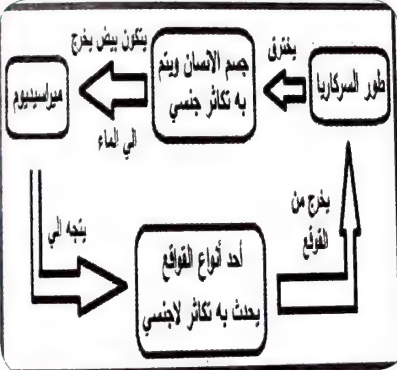 طور السركاريا
يخترق
جسم الانسان ويتم
به تكاثر جنسي
يتكون بيض يخرج
الي الماء
ميراسيديوم
يتجه الي
أحد أنواع القواقع
يحدث به تكاثر لاجنسي
يخرج من
القوقع